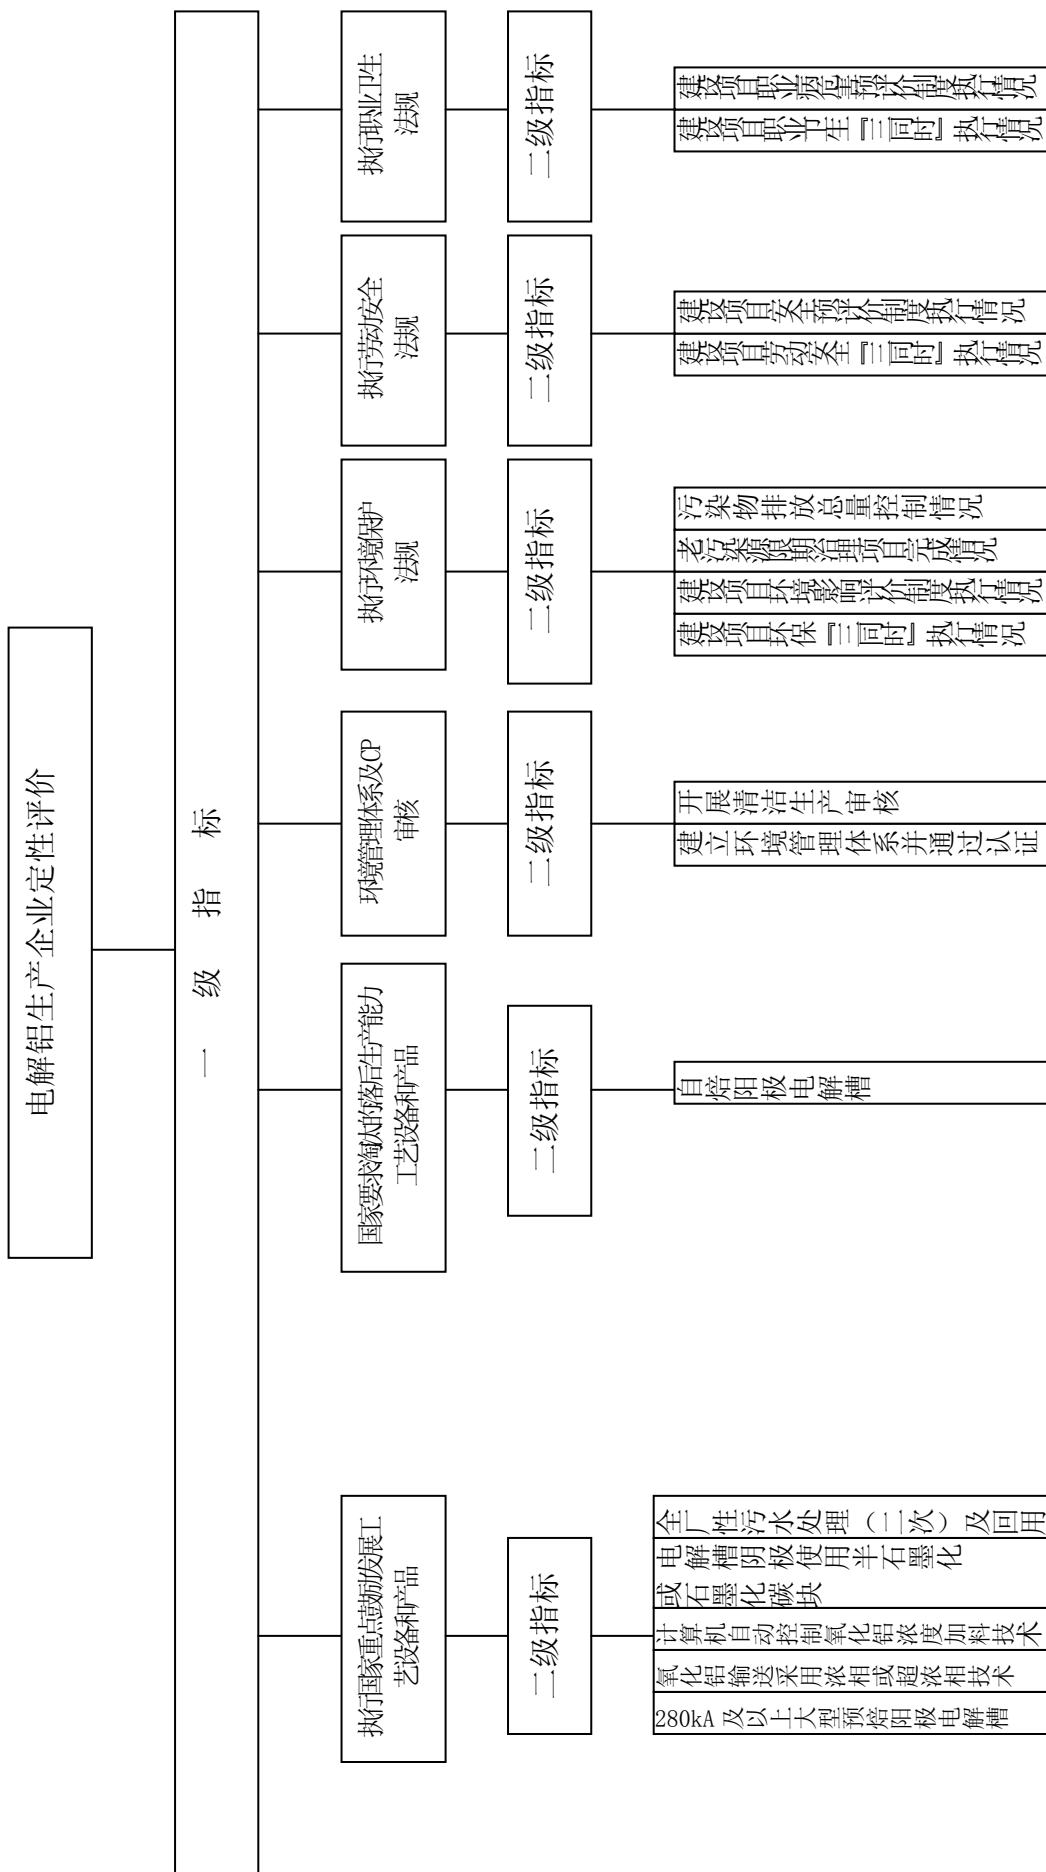 电解铝生产企业定性评价
一 级 指 标
执行国家重点鼓励发展工
艺设备和产品
二级指标
280kA 及以上大型预焙阳极电解槽
氧化铝输送采用浓相或超浓相技术
计算机自动控制氧化铝浓度加料技术
电解槽阴极使用半石墨化
或石墨化碳块
全厂性污水处理（二次）及回用
国家要求淘汰的落后生产能力
工艺设备和产品
二级指标
自焙阳极电解槽
环境管理体系及CP
审核
二级指标
建立环境管理体系并通过认证
开展清洁生产审核
执行环境保护
法规
二级指标
建设项目环保『三同时』执行情况
建设项目环境影响评价制度执行情况
老污染源限期治理项目完成情况
污染物排放总量控制情况
执行劳动安全
法规
二级指标
建设项目劳动安全『三同时』执行情况
建设项目安全预评价制度执行情况
执行职业卫生
法规
二级指标
建设项目职业卫生『三同时』执行情况
建设项目职业病危害预评价制度执行情况